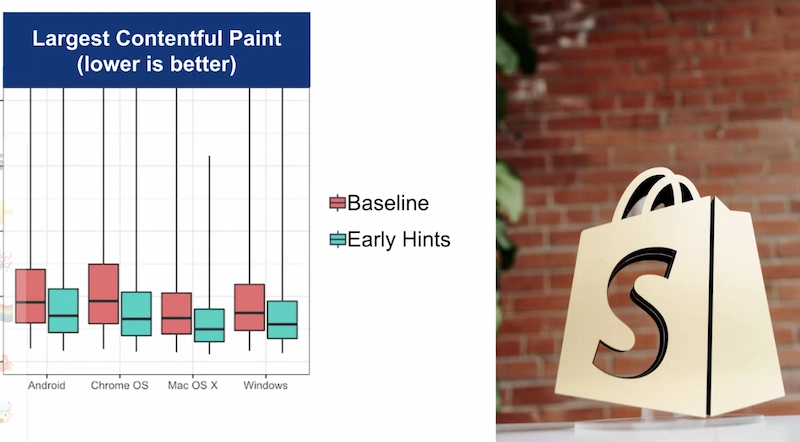 Largest Contentful Paint
(lower is better)
Baseline
Early Hints
Android Chrome OS Mac OS X Windows
S